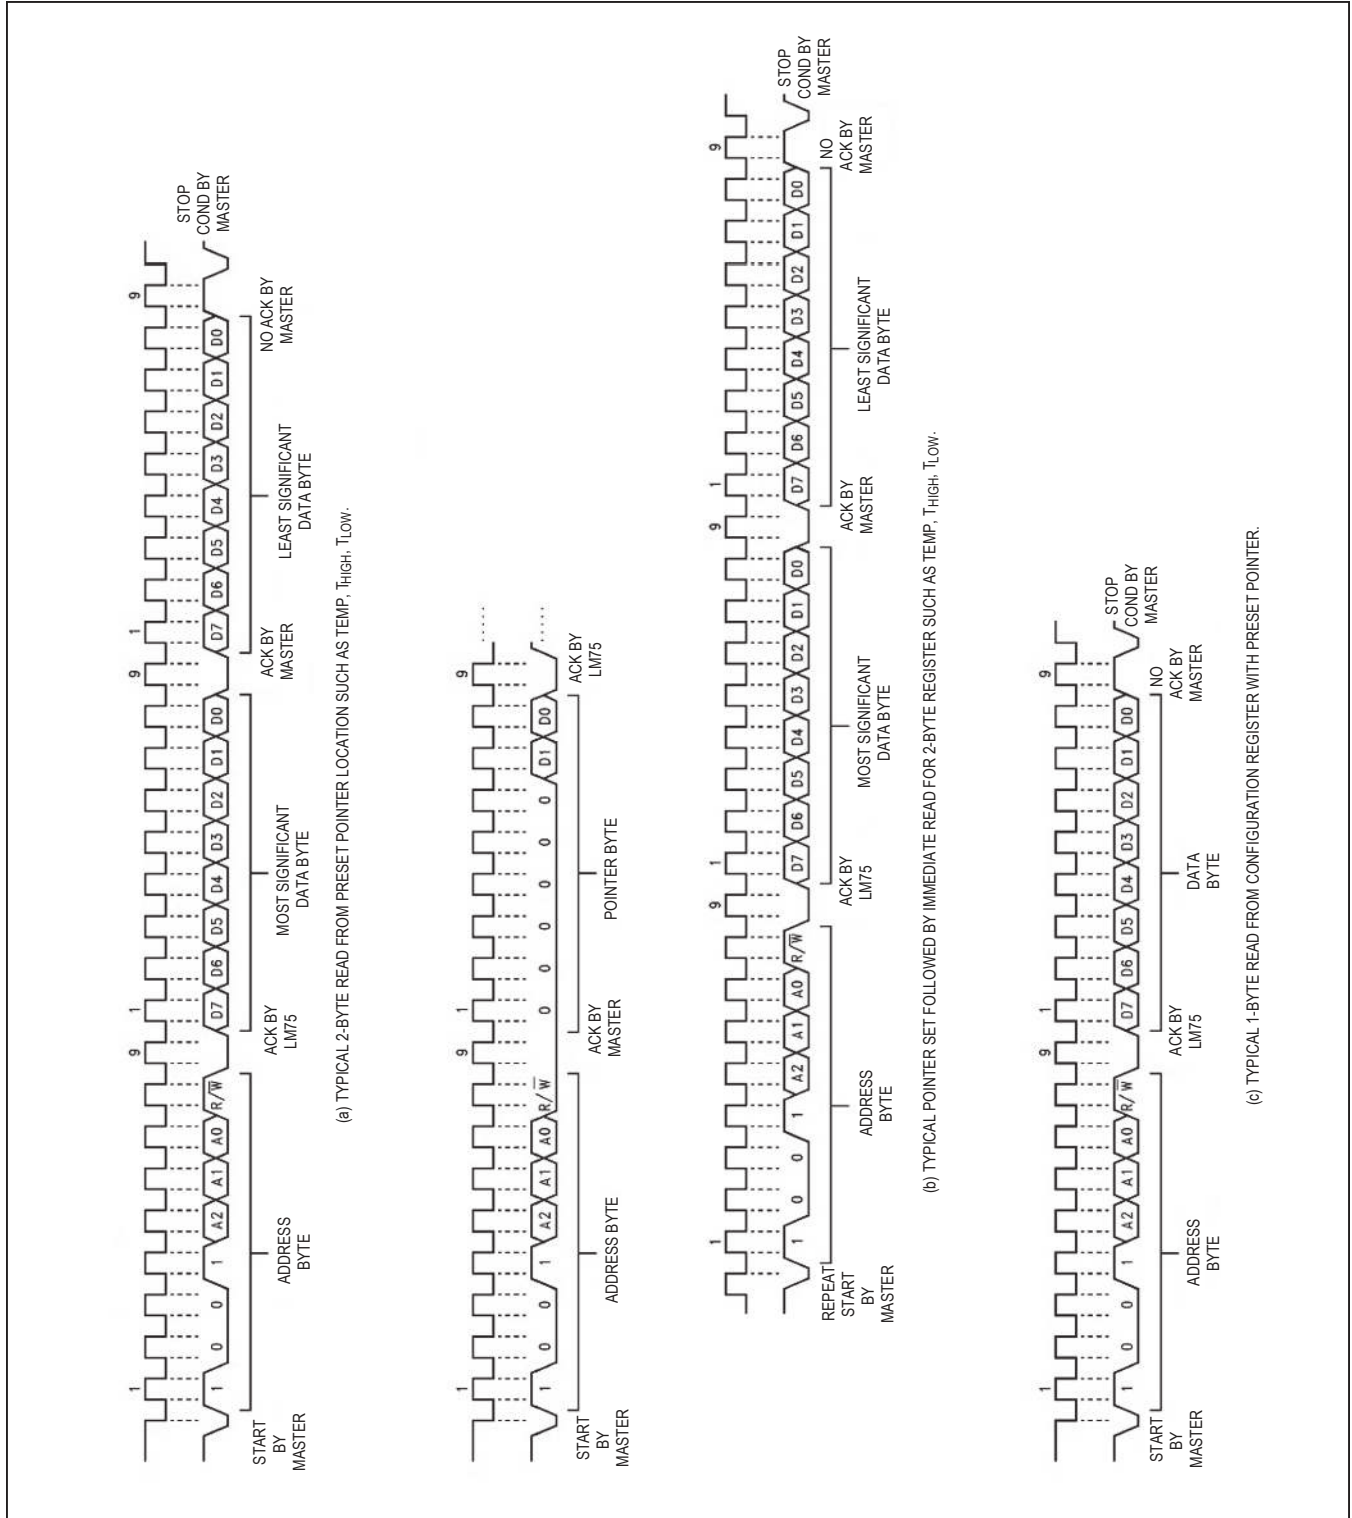 1 9 1 9 1 9
1 0 0 1 A2 A1 A0 R/W̅ D7 D6 D5 D4 D3 D2 D1 D0 D7 D6 D5 D4 D3 D2 D1 D0
STOP
COND BY
MASTER
START
BY
MASTER
ADDRESS
BYTE
ACK BY
LM75
MOST SIGNIFICANT
DATA BYTE
ACK BY
MASTER
LEAST SIGNIFICANT
DATA BYTE
NO ACK BY
MASTER
(a) TYPICAL 2-BYTE READ FROM PRESET POINTER LOCATION SUCH AS TEMP, THIGH, TLOW.
1 9 1 9
1 0 0 1 A2 A1 A0 R/W̅ 0 0 0 0 0 0 D1 D0
START
BY
MASTER
ADDRESS BYTE
ACK BY
MASTER
POINTER BYTE
ACK BY
LM75
1 9 1 9 1 9
1 0 0 1 A2 A1 A0 R/W̅ D7 D6 D5 D4 D3 D2 D1 D0 D7 D6 D5 D4 D3 D2 D1 D0
STOP
COND BY
MASTER
REPEAT
START
BY
MASTER
ADDRESS
BYTE
ACK BY
LM75
MOST SIGNIFICANT
DATA BYTE
ACK BY
MASTER
LEAST SIGNIFICANT
DATA BYTE
NO
ACK BY
MASTER
(b) TYPICAL POINTER SET FOLLOWED BY IMMEDIATE READ FOR 2-BYTE REGISTER SUCH AS TEMP, THIGH, TLOW.
1 9 1 9
1 0 0 1 A2 A1 A0 R/W̅ D7 D6 D5 D4 D3 D2 D1 D0
STOP
COND BY
MASTER
START
BY
MASTER
ADDRESS
BYTE
ACK BY
LM75
DATA
BYTE
NO
ACK BY
MASTER
(c) TYPICAL 1-BYTE READ FROM CONFIGURATION REGISTER WITH PRESET POINTER.